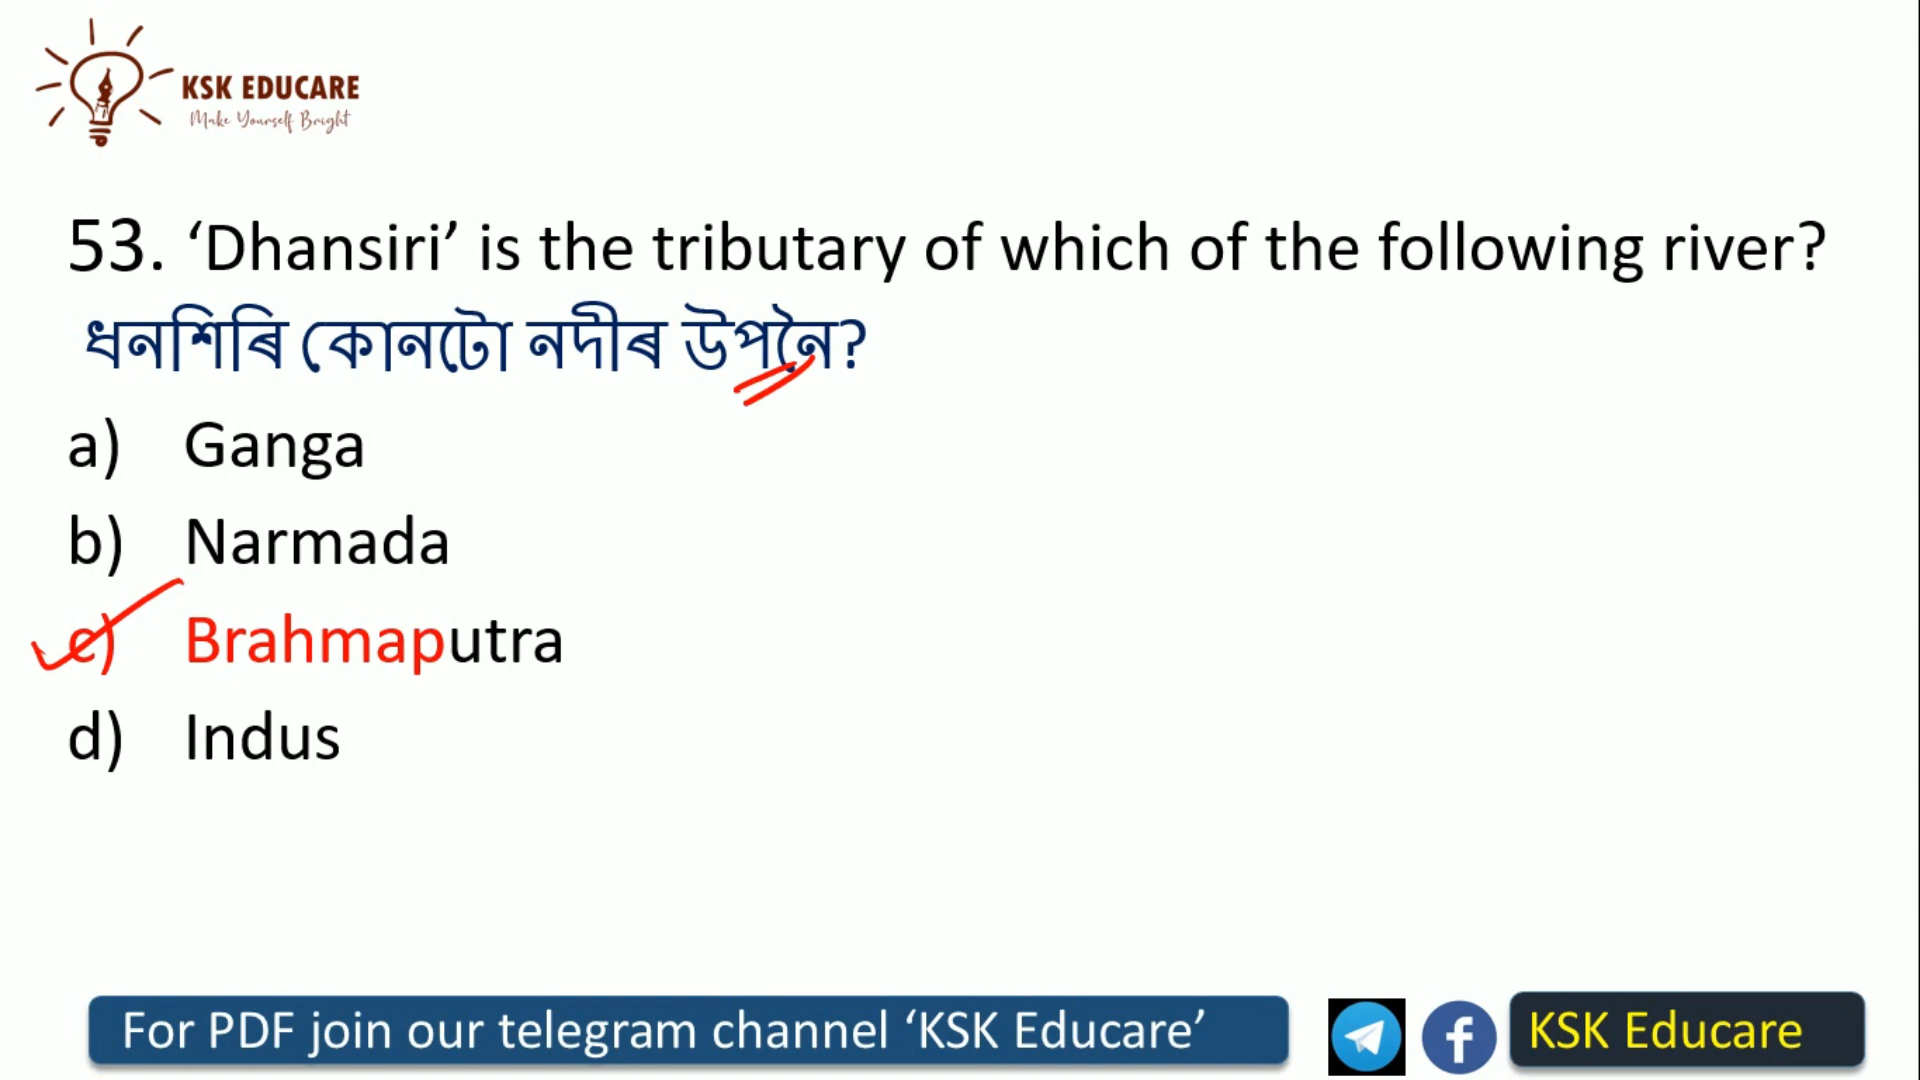 KSK EDUCARE
Make Yourself Bright
53. ‘Dhansiri’ is the tributary of which of the following river?
ধনশিৰি কোনটো নদীৰ উপনৈ?
a) Ganga
b) Narmada
c) Brahmaputra
d) Indus
For PDF join our telegram channel ‘KSK Educare’
KSK Educare